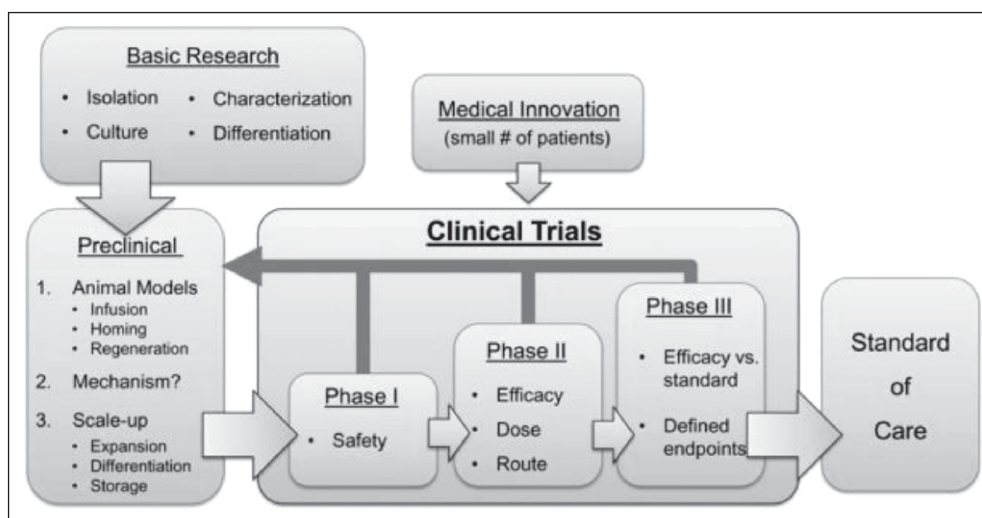 Basic Research
• Isolation • Characterization
• Culture • Differentiation
Medical Innovation
(small # of patients)
Preclinical
1. Animal Models
• Infusion
• Homing
• Regeneration
2. Mechanism?
3. Scale-up
• Expansion
• Differentiation
• Storage
Clinical Trials
Phase I
• Safety
Phase II
• Efficacy
• Dose
• Route
Phase III
• Efficacy vs.
standard
• Defined
endpoints
Standard
of
Care